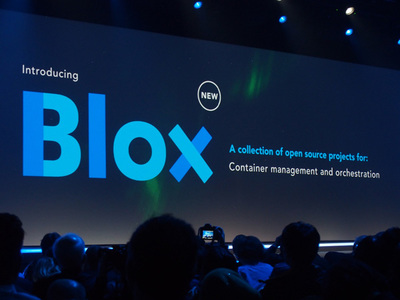 Introducing
NEW
Blox
A collection of open source projects for:
Container management and orchestration